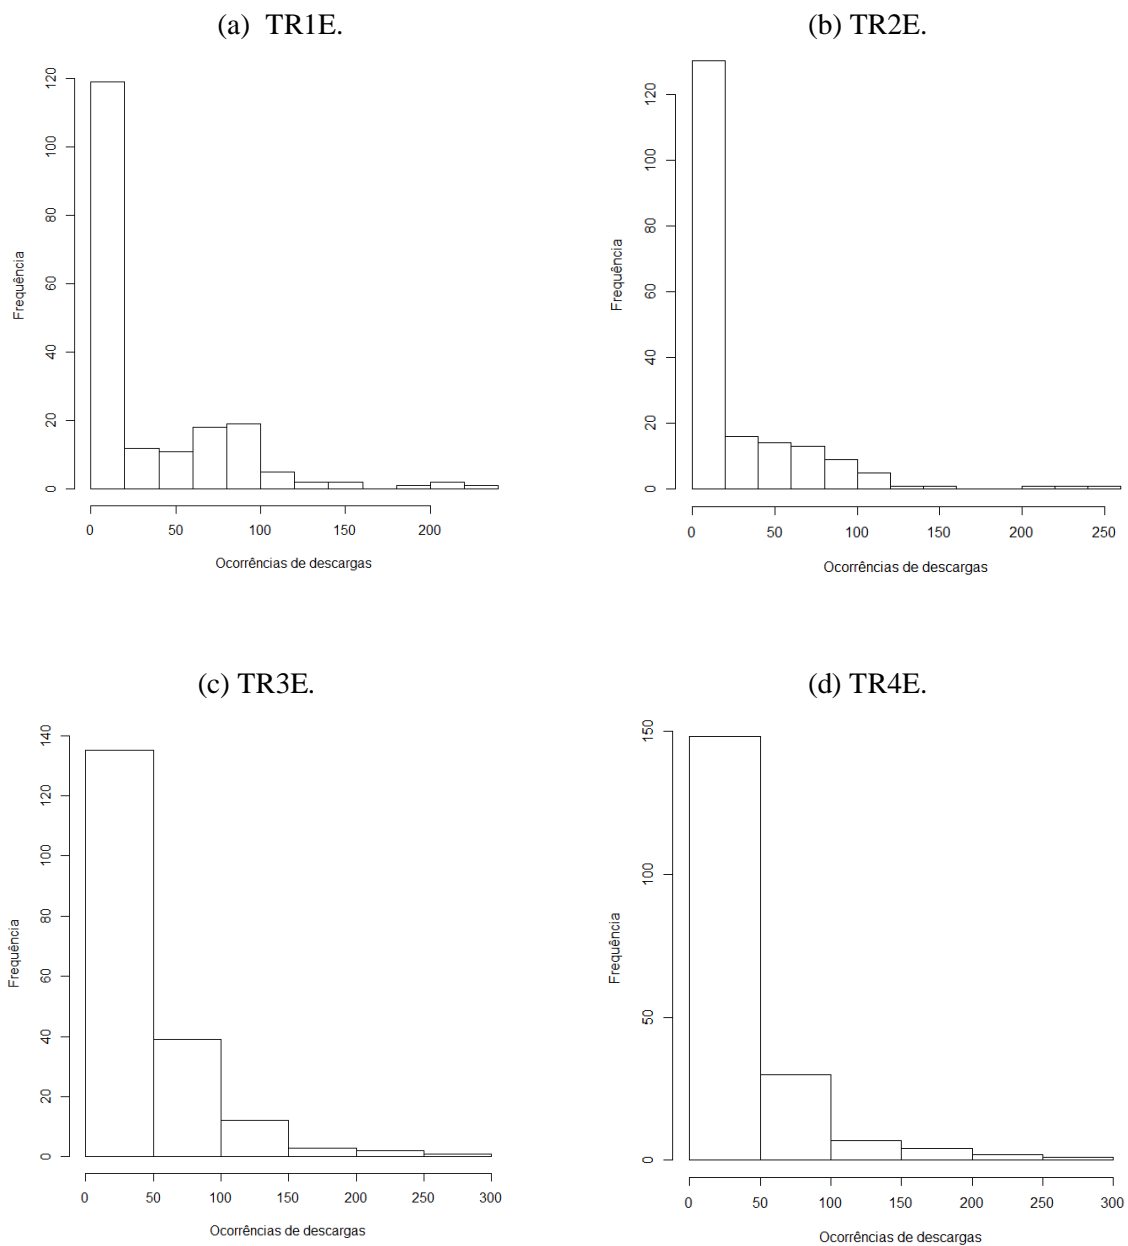 (a) TR1E.
(b) TR2E.
120
100
80
60
40
20
0
Frequência
0 50 100 150 200
Ocorrências de descargas
120
100
80
60
40
20
0
Frequência
0 50 100 150 200 250
Ocorrências de descargas
(c) TR3E.
(d) TR4E.
140
120
100
80
60
40
20
0
Frequência
0 50 100 150 200 250 300
Ocorrências de descargas
150
100
50
0
Frequência
0 50 100 150 200 250 300
Ocorrências de descargas